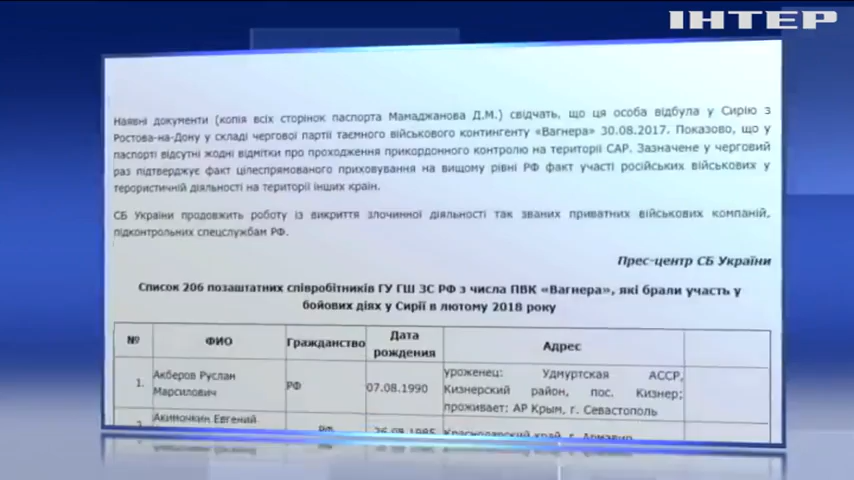 ІНТЕР
Наявні документи (копія всіх сторінок паспорта Мамаджанова Д.М.) свідчать, що ця особа відбула у Сирію з
Ростова-на-Дону у складі чергової партії таємного військового контингенту «Вагнера» 30.08.2017. Показово, що у
паспорті відсутні жодні відмітки про проходження прикордонного контролю на території САР. Зазначене у черговий
раз підтверджує факт цілеспрямованого приховування на вищому рівні РФ факт участі російських військових у
терористичній діяльності на території інших країн.
СБ України продовжить роботу із викриття злочинної діяльності так званих приватних військових компаній,
підконтрольних спецслужбам РФ.
Прес-центр СБ України
Список 206 позаштатних співробітників ГУ ГШ ЗС РФ з числа ПВК «Вагнера», які брали участь у
бойових діях у Сирії в лютому 2018 року
№ ФИО Гражданство Дата рождения Адрес
1. Акберов Руслан Марсилович РФ 07.08.1990 уроженец: Удмуртская АССР,
Кизнерский район, пос. Кизнер;
проживает: АР Крым, г. Севастополь
Акиночкин Евгений РФ 26.08.1985 Краснодарский край, г. Армавир